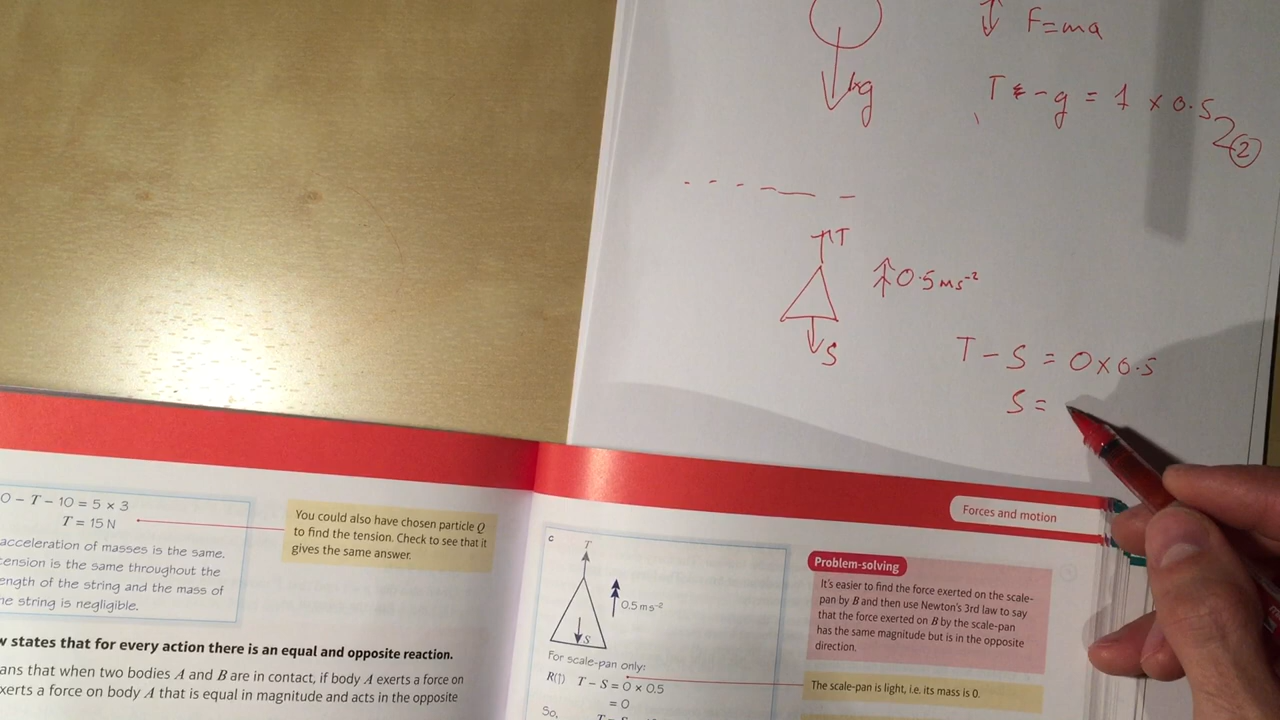 F=ma
kg
T - g = 1 × 0.5
2
T
0.5ms⁻²
S
T - S = 0×0.5
S =
0 − T − 10 = 5 × 3
T = 15 N
acceleration of masses is the same.
tension is the same throughout the
length of the string and the mass of
the string is negligible.
You could also have chosen particle Q
to find the tension. Check to see that it
gives the same answer.
states that for every action there is an equal and opposite reaction.
ans that when two bodies A and B are in contact, if body A exerts a force on
exerts a force on body A that is equal in magnitude and acts in the opposite
Forces and motion
c
T
0.5 ms⁻²
S
For scale-pan only:
R(↑) T − S = 0 × 0.5
= 0
So,
Problem-solving
It's easier to find the force exerted on the scale-
pan by B and then use Newton's 3rd law to say
that the force exerted on B by the scale-pan
has the same magnitude but is in the opposite
direction.
The scale-pan is light, i.e. its mass is 0.